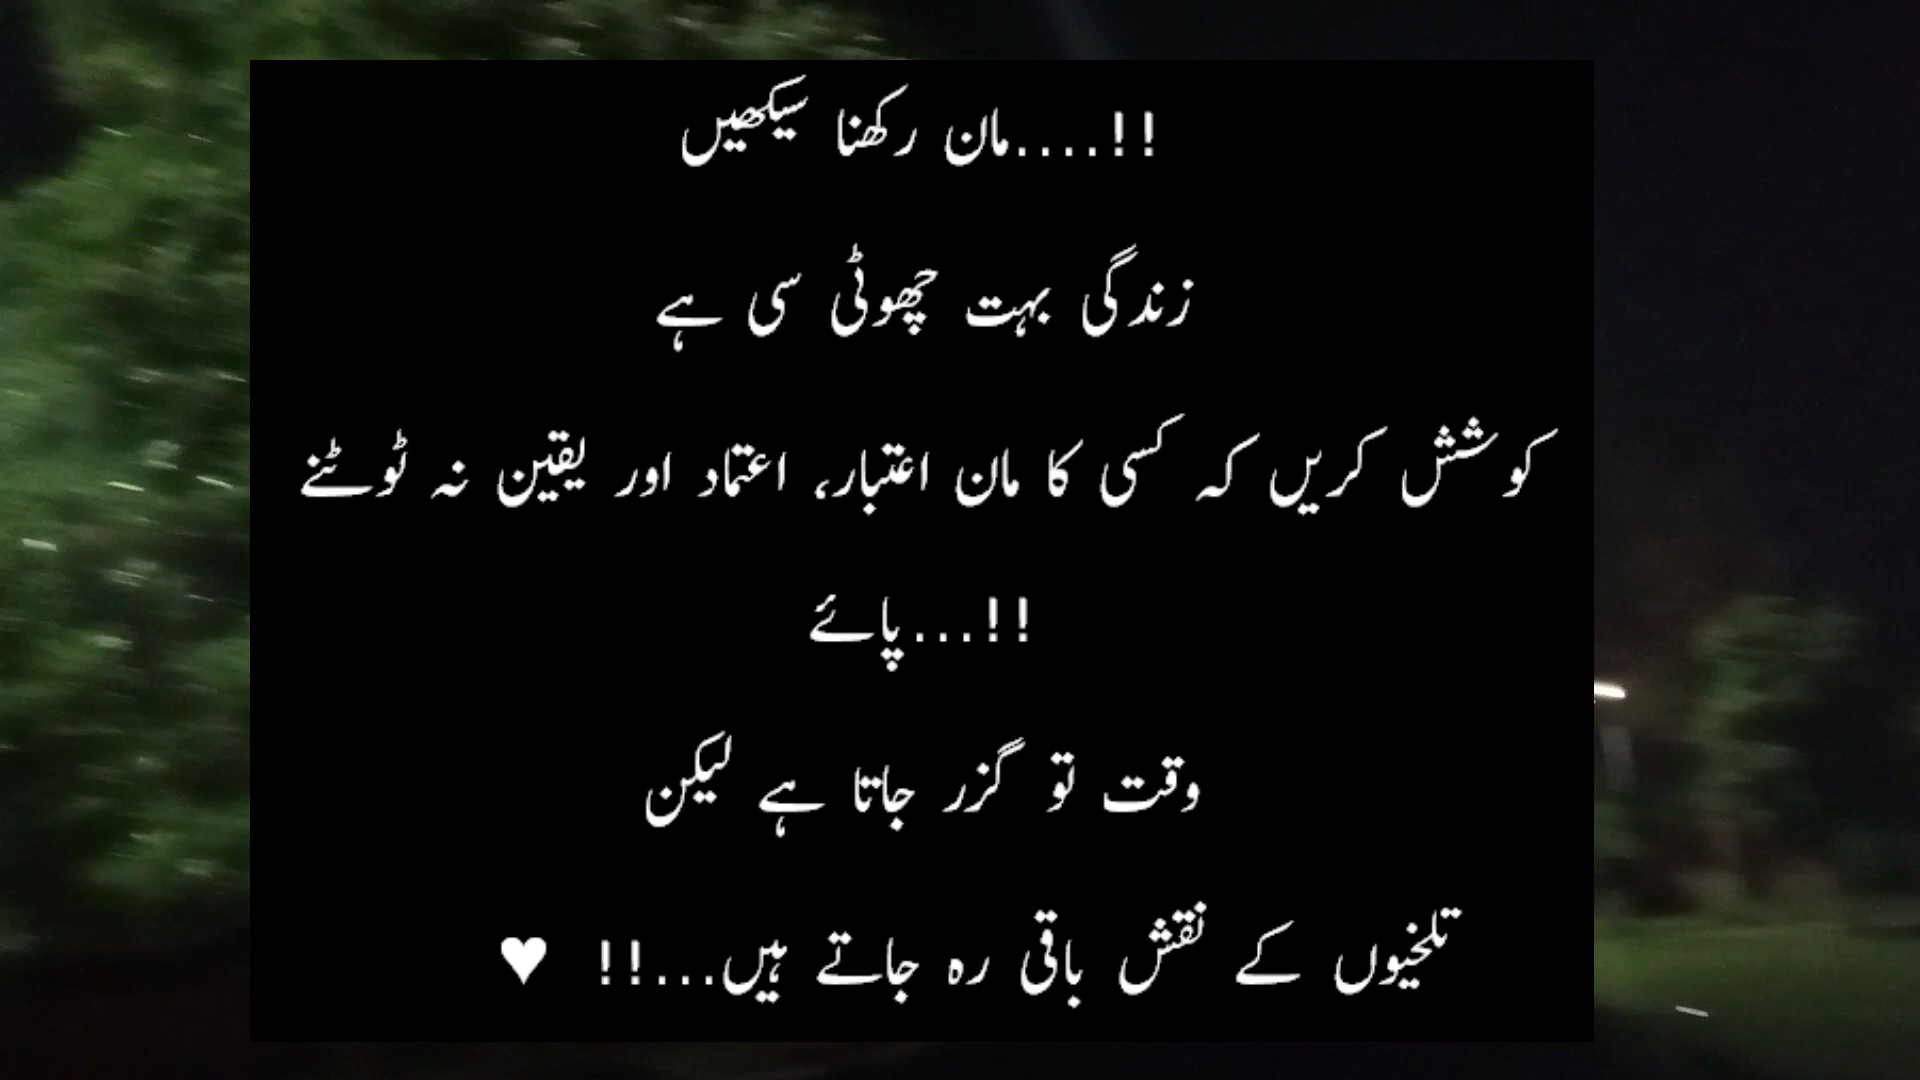 !!....مان رکھنا سیکھیں
زندگی بہت چھوٹی سی ہے
کوشش کریں کہ کسی کا مان اعتبار، اعتماد اور یقین نہ ٹوٹنے
!!...پائے
وقت تو گزر جاتا ہے لیکن
تلخیوں کے نقش باقی رہ جاتے ہیں...!! ♥